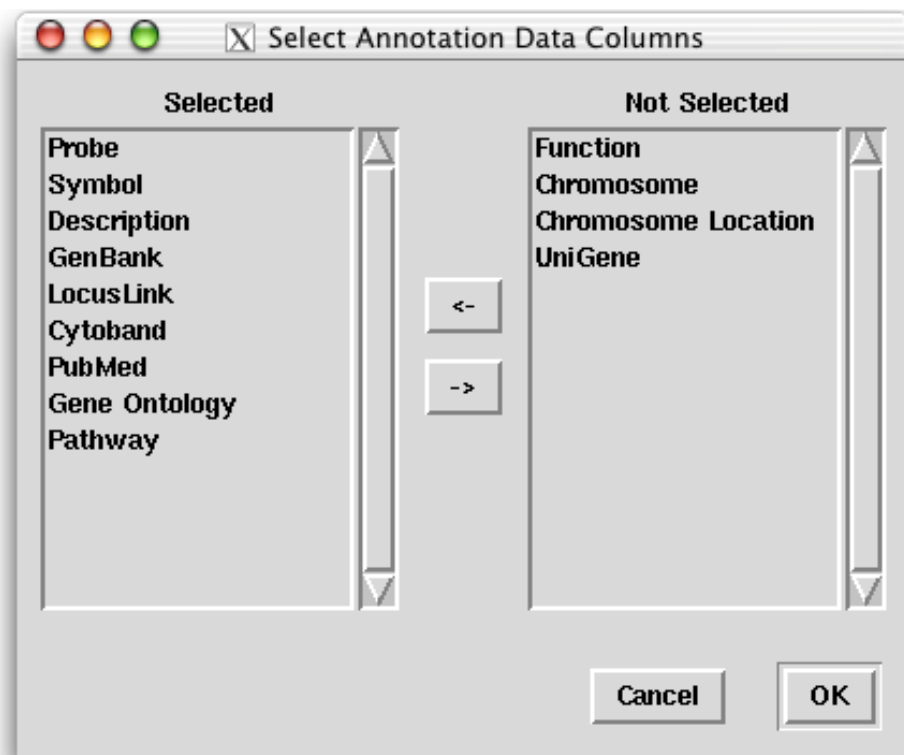 X Select Annotation Data Columns
Selected
Probe
Symbol
Description
GenBank
LocusLink
Cytoband
PubMed
Gene Ontology
Pathway
<-
->
Not Selected
Function
Chromosome
Chromosome Location
UniGene
Cancel
OK